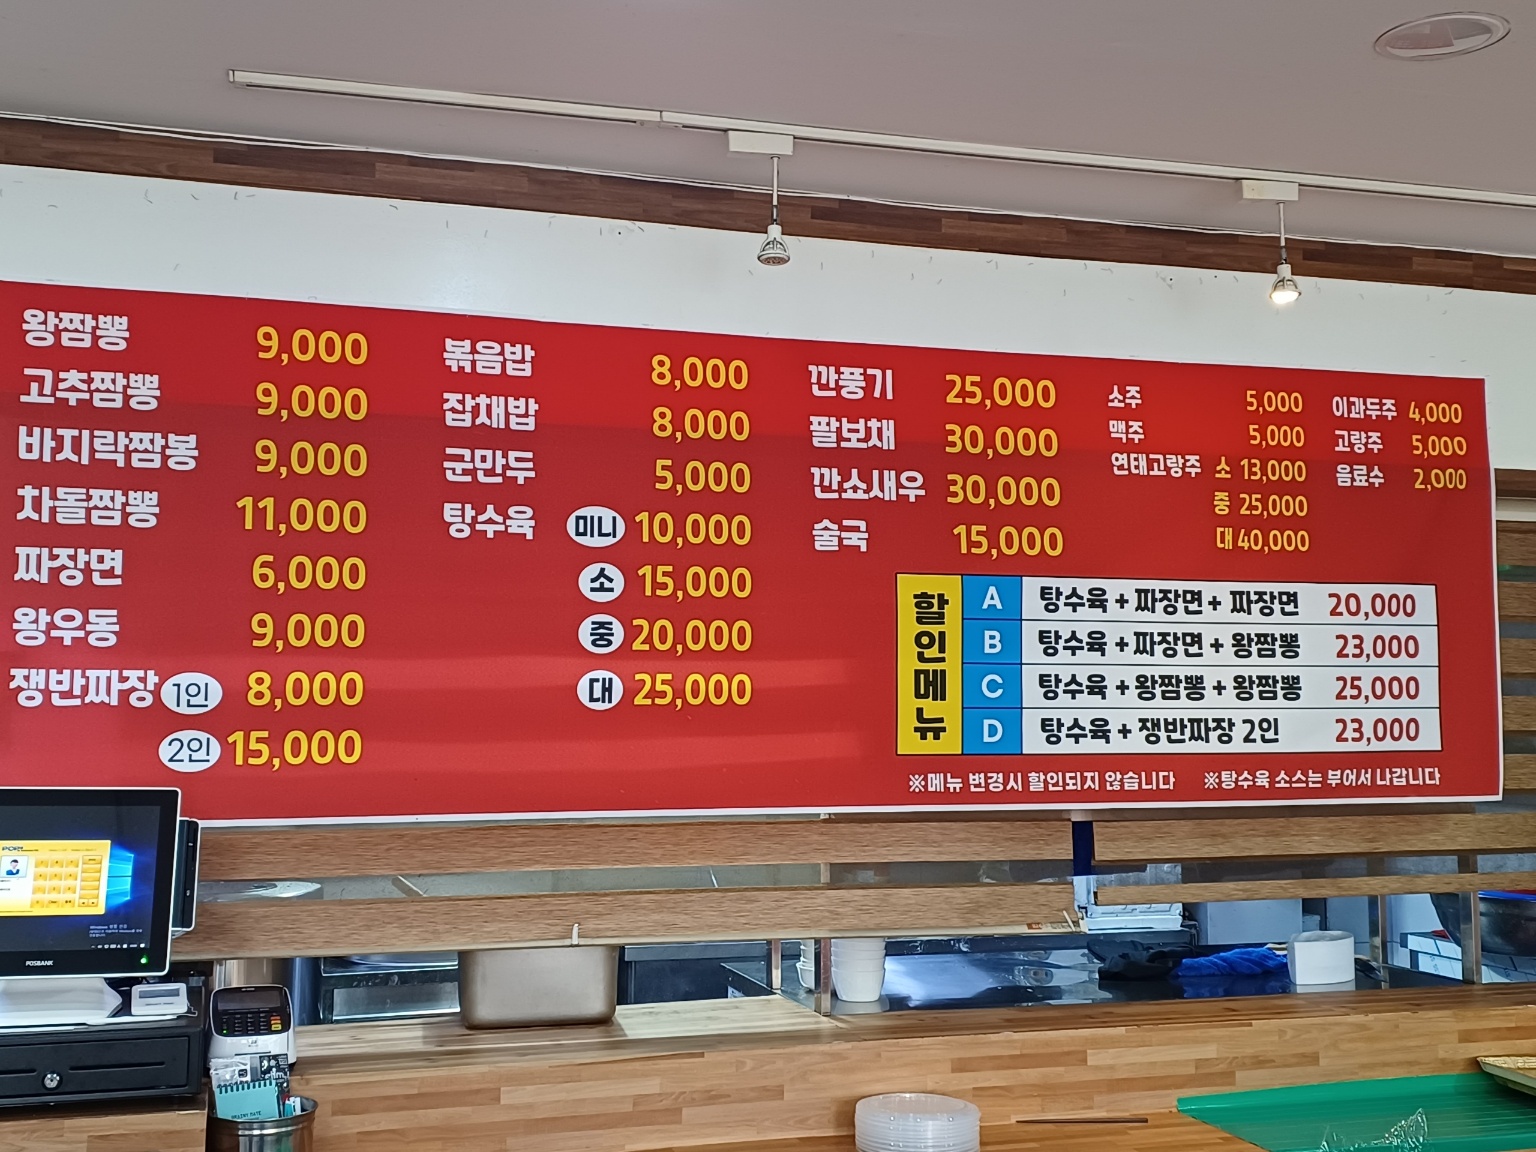 왕짬뽕 9,000
고추짬뽕 9,000
바지락짬뽕 9,000
차돌짬뽕 11,000
짜장면 6,000
왕우동 9,000
쟁반짜장 1인 8,000
2인 15,000
볶음밥 8,000
잡채밥 8,000
군만두 5,000
탕수육 미니 10,000
소 15,000
중 20,000
대 25,000
깐풍기 25,000
팔보채 30,000
깐쇼새우 30,000
술국 15,000
소주 5,000
맥주 5,000
연태고량주 소 13,000
중 25,000
대 40,000
이과두주 4,000
고량주 5,000
음료수 2,000
할인메뉴
A 탕수육 + 짜장면 + 짜장면 20,000
B 탕수육 + 짜장면 + 왕짬뽕 23,000
C 탕수육 + 왕짬뽕 + 왕짬뽕 25,000
D 탕수육 + 쟁반짜장 2인 23,000
※메뉴 변경시 할인되지 않습니다 ※탕수육 소스는 부어서 나갑니다
POSBANK